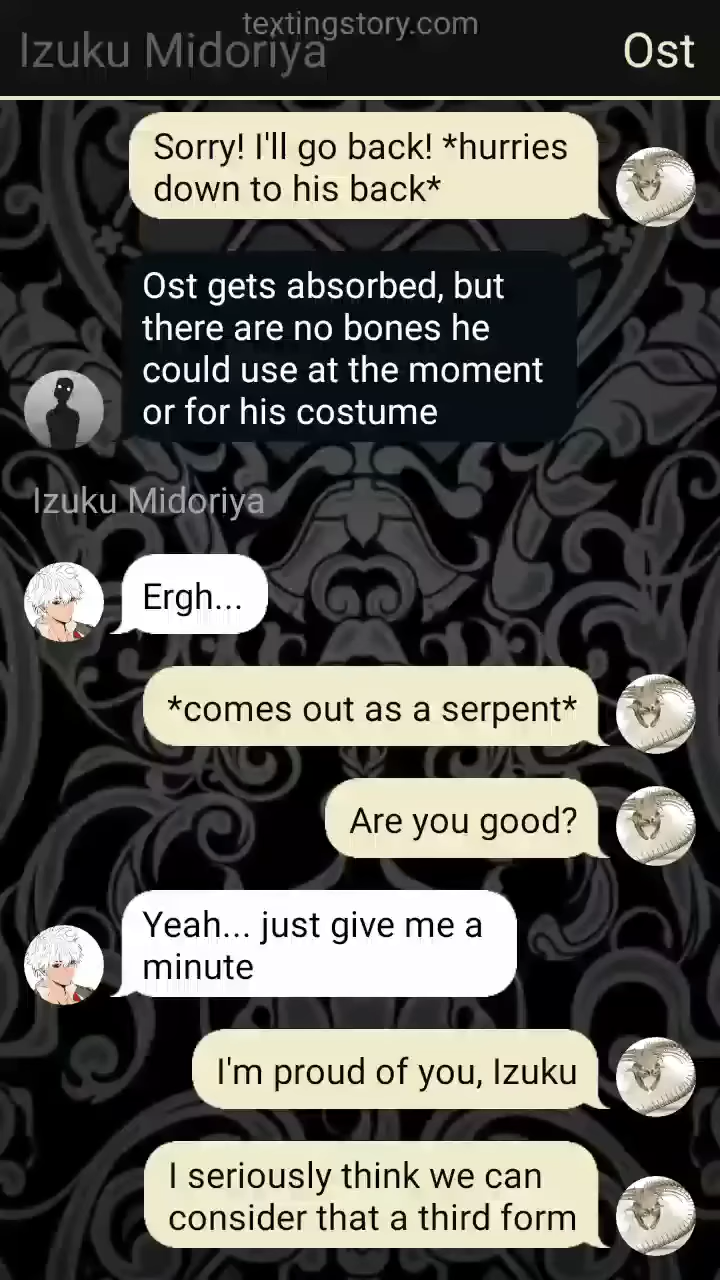 textingstory.com
Izuku Midoriya
Ost
Sorry! I'll go back! *hurries
down to his back*
Ost gets absorbed, but
there are no bones he
could use at the moment
or for his costume
Izuku Midoriya
Ergh...
*comes out as a serpent*
Are you good?
Yeah... just give me a
minute
I'm proud of you, Izuku
I seriously think we can
consider that a third form